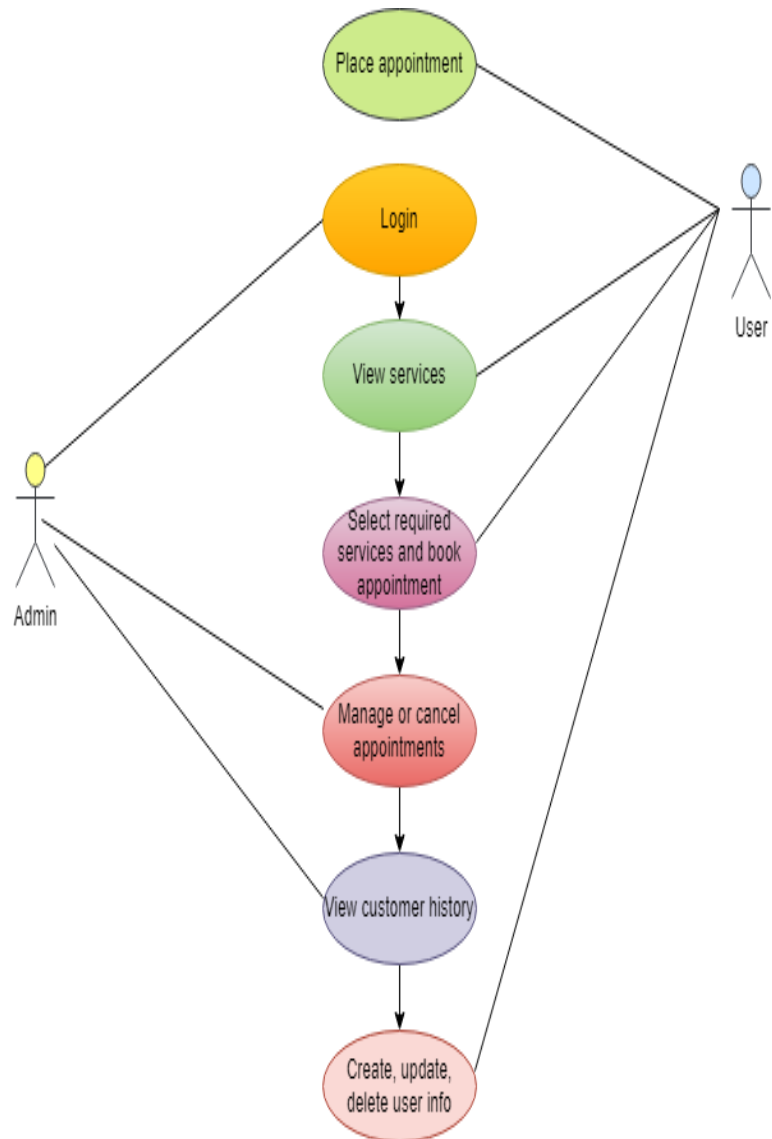 Place appointment
Login
User
View services
Select required
services and book
appointment
Admin
Manage or cancel
appointments
View customer history
Create, update,
delete user info